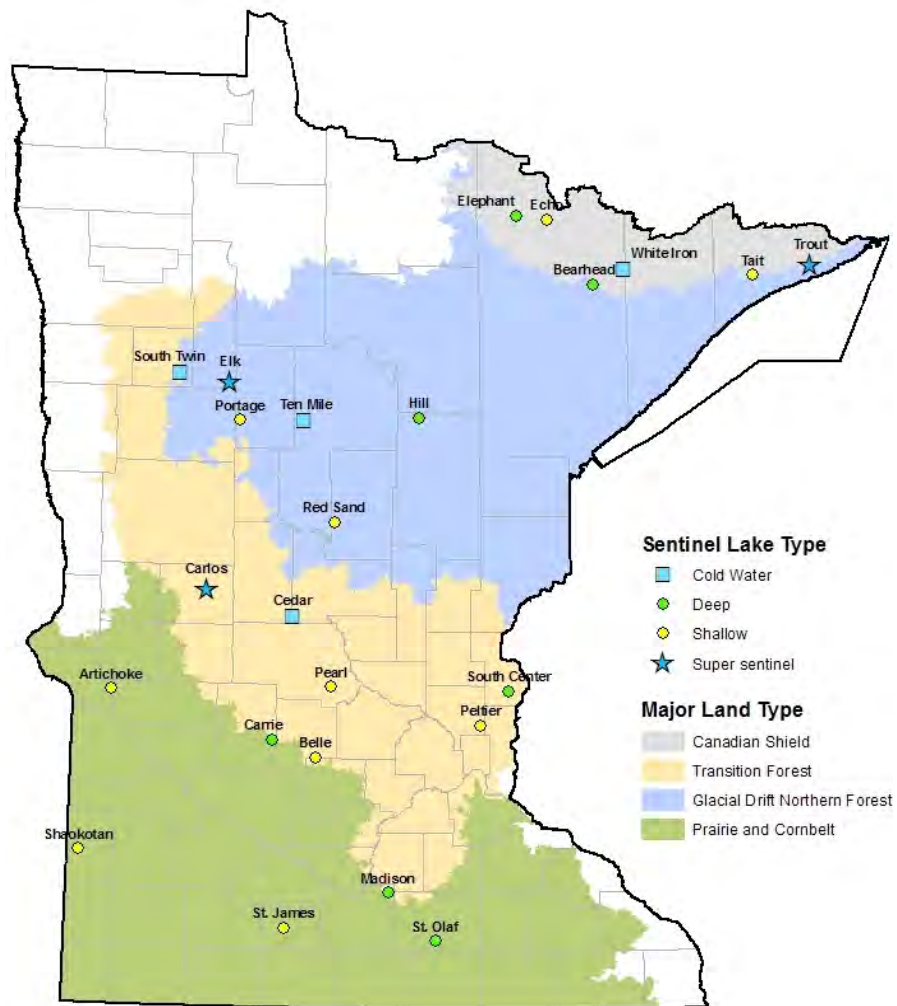 Elephant
Echo
White Iron
Bearhead
Tait
Trout
South Twin
Elk
Portage
Ten Mile
Hill
Red Sand
Carlos
Cedar
Artichoke
Pearl
South Center
Peltier
Carrie
Belle
Shaokotan
Madison
St. James
St. Olaf
Sentinel Lake Type
Cold Water
Deep
Shallow
Super sentinel
Major Land Type
Canadian Shield
Transition Forest
Glacial Drift Northern Forest
Prairie and Cornbelt